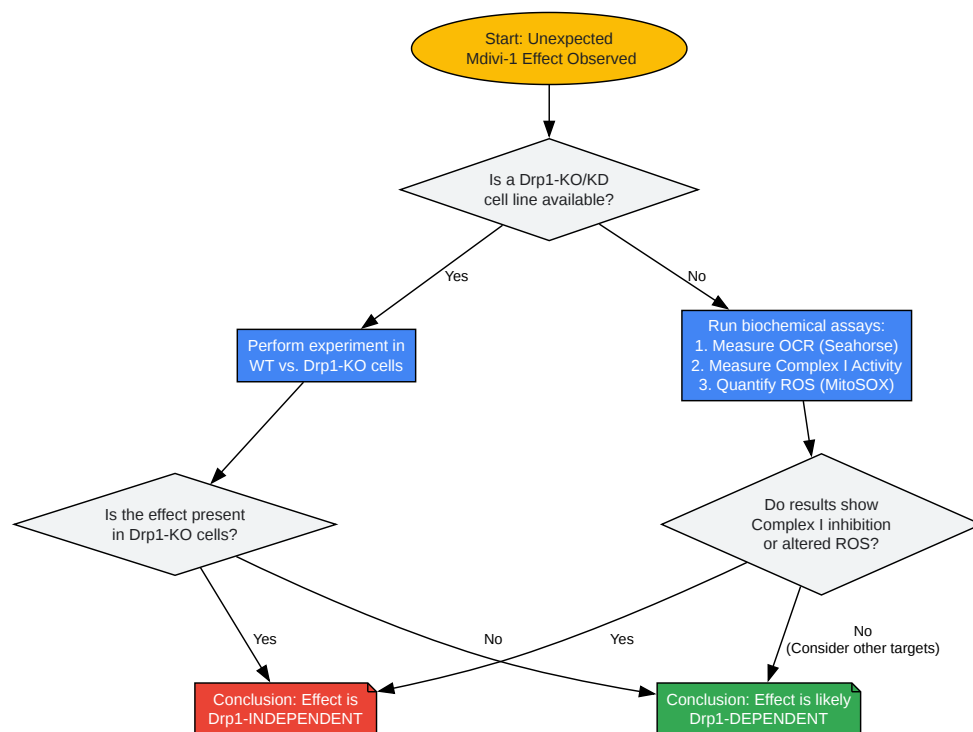 Start: Unexpected
Mdivi-1 Effect Observed
Is a Drp1-KO/KD
cell line available?
Yes
No
Perform experiment in
WT vs. Drp1-KO cells
Run biochemical assays:
1. Measure OCR (Seahorse)
2. Measure Complex I Activity
3. Quantify ROS (MitoSOX)
Is the effect present
in Drp1-KO cells?
Do results show
Complex I inhibition
or altered ROS?
Yes
No
Yes
No
(Consider other targets)
Conclusion: Effect is
Drp1-INDEPENDENT
Conclusion: Effect is likely
Drp1-DEPENDENT